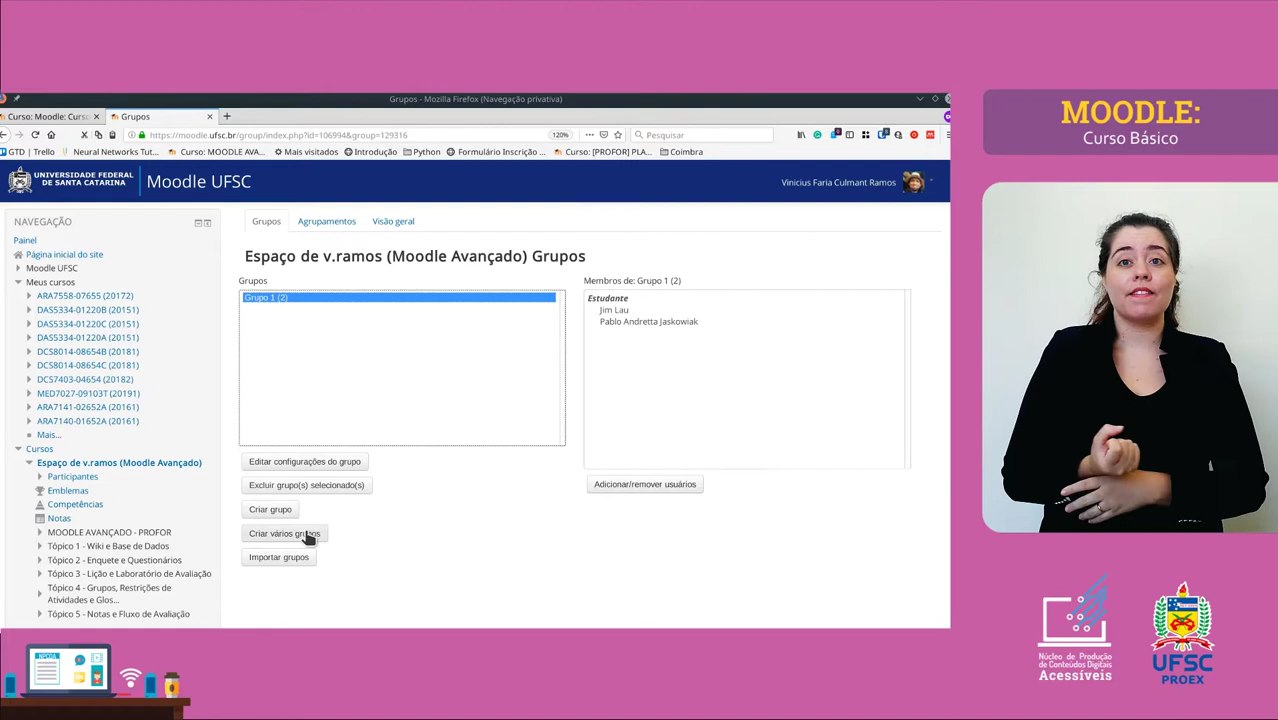 Grupos - Mozilla Firefox (Navegação privativa)
Curso: Moodle: Curs
Grupos
https://moodle.ufsc.br/group/index.php?id=106994&group=129316
120%
Pesquisar
GTD | Trello
Neural Networks Tut...
Curso: MOODLE AVA...
Mais visitados
Introdução
Python
Formulário Inscrição ...
Curso: [PROFOR] PLA...
Coimbra
UNIVERSIDADE FEDERAL
DE SANTA CATARINA
Moodle UFSC
Vinicius Faria Culmant Ramos
NAVEGAÇÃO
Painel
Página inicial do site
Moodle UFSC
Meus cursos
ARA7558-07655 (20172)
DAS5334-01220B (20151)
DAS5334-01220C (20151)
DAS5334-01220A (20151)
DCS8014-08654B (20181)
DCS8014-08654C (20181)
DCS7403-04654 (20182)
MED7027-09103T (20191)
ARA7141-02652A (20161)
ARA7140-01652A (20161)
Mais...
Cursos
Espaço de v.ramos (Moodle Avançado)
Participantes
Emblemas
Competências
Notas
MOODLE AVANÇADO - PROFOR
Tópico 1 - Wiki e Base de Dados
Tópico 2 - Enquete e Questionários
Tópico 3 - Lição e Laboratório de Avaliação
Tópico 4 - Grupos, Restrições de
Atividades e Glos...
Tópico 5 - Notas e Fluxo de Avaliação
Grupos
Agrupamentos
Visão geral
Espaço de v.ramos (Moodle Avançado) Grupos
Grupos
Grupo 1 (2)
Editar configurações do grupo
Excluir grupo(s) selecionado(s)
Criar grupo
Criar vários grupos
Importar grupos
Membros de: Grupo 1 (2)
Estudante
Jim Lau
Pablo Andretta Jaskowiak
Adicionar/remover usuários
MOODLE:
Curso Básico
Núcleo de Produção
de Conteúdos Digitais
Acessíveis
UFSC
PROEX
NPCDA